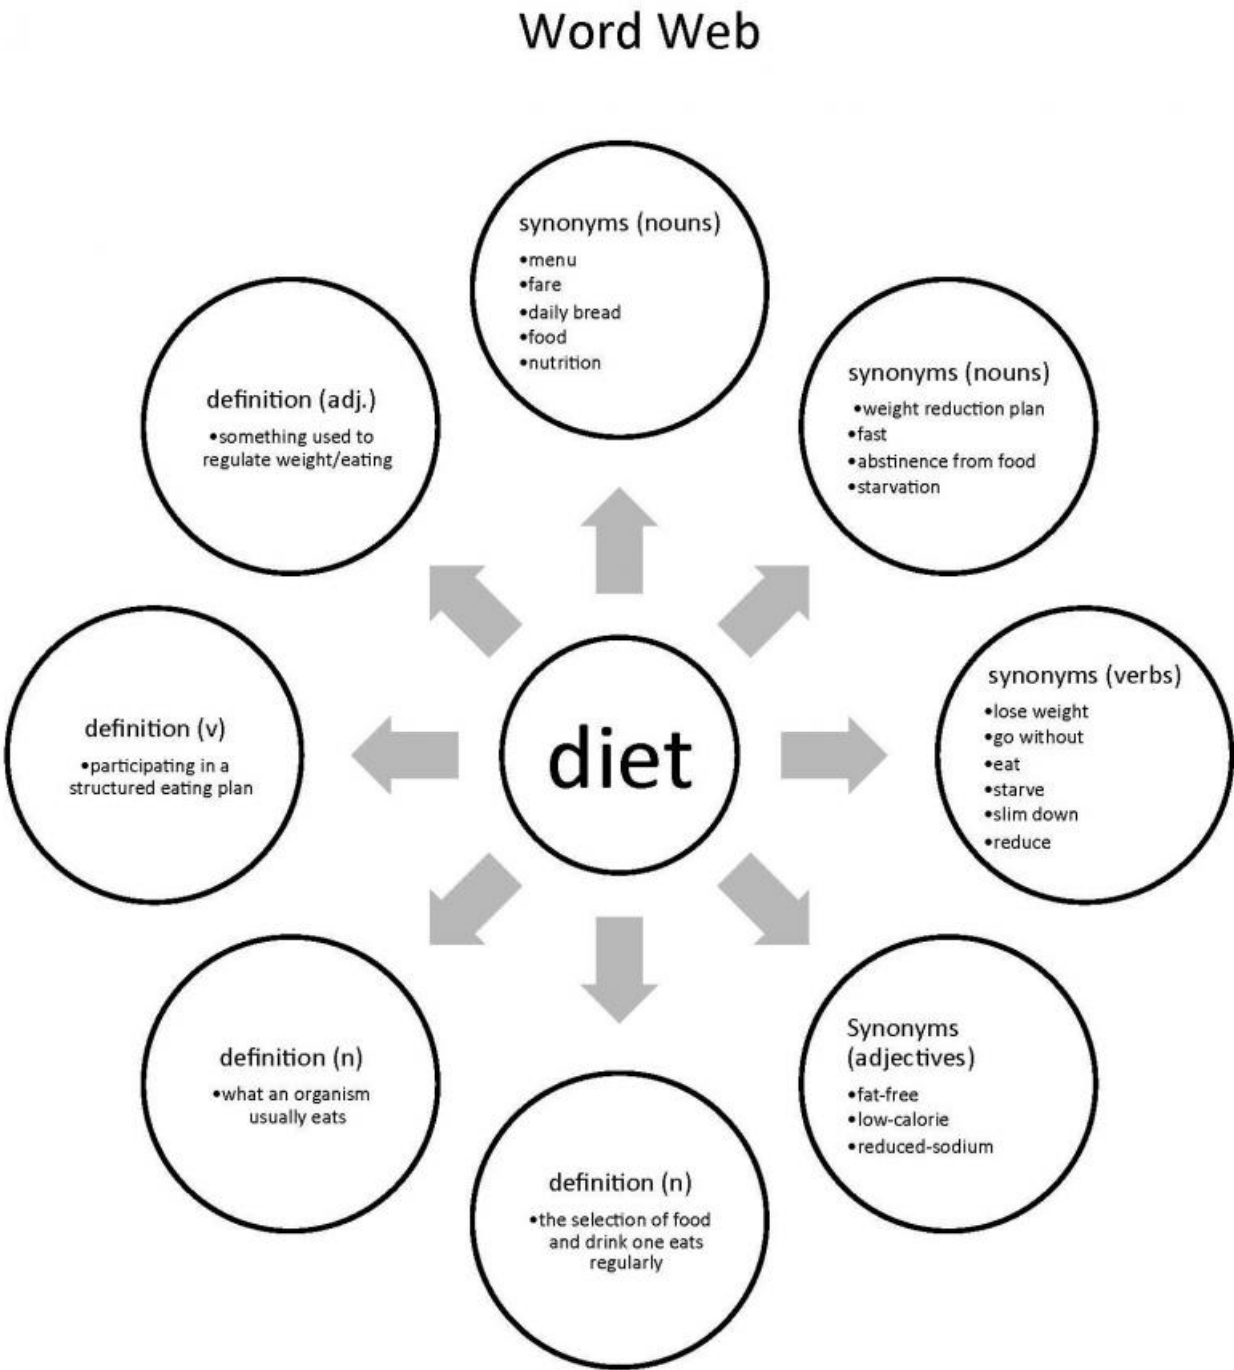 Word Web
synonyms (nouns)
•menu
•fare
•daily bread
•food
•nutrition
synonyms (nouns)
•weight reduction plan
•fast
•abstinence from food
•starvation
synonyms (verbs)
•lose weight
•go without
•eat
•starve
•slim down
•reduce
Synonyms
(adjectives)
•fat-free
•low-calorie
•reduced-sodium
definition (n)
•the selection of food
and drink one eats
regularly
definition (n)
•what an organism
usually eats
definition (v)
•participating in a
structured eating plan
definition (adj.)
•something used to
regulate weight/eating
diet